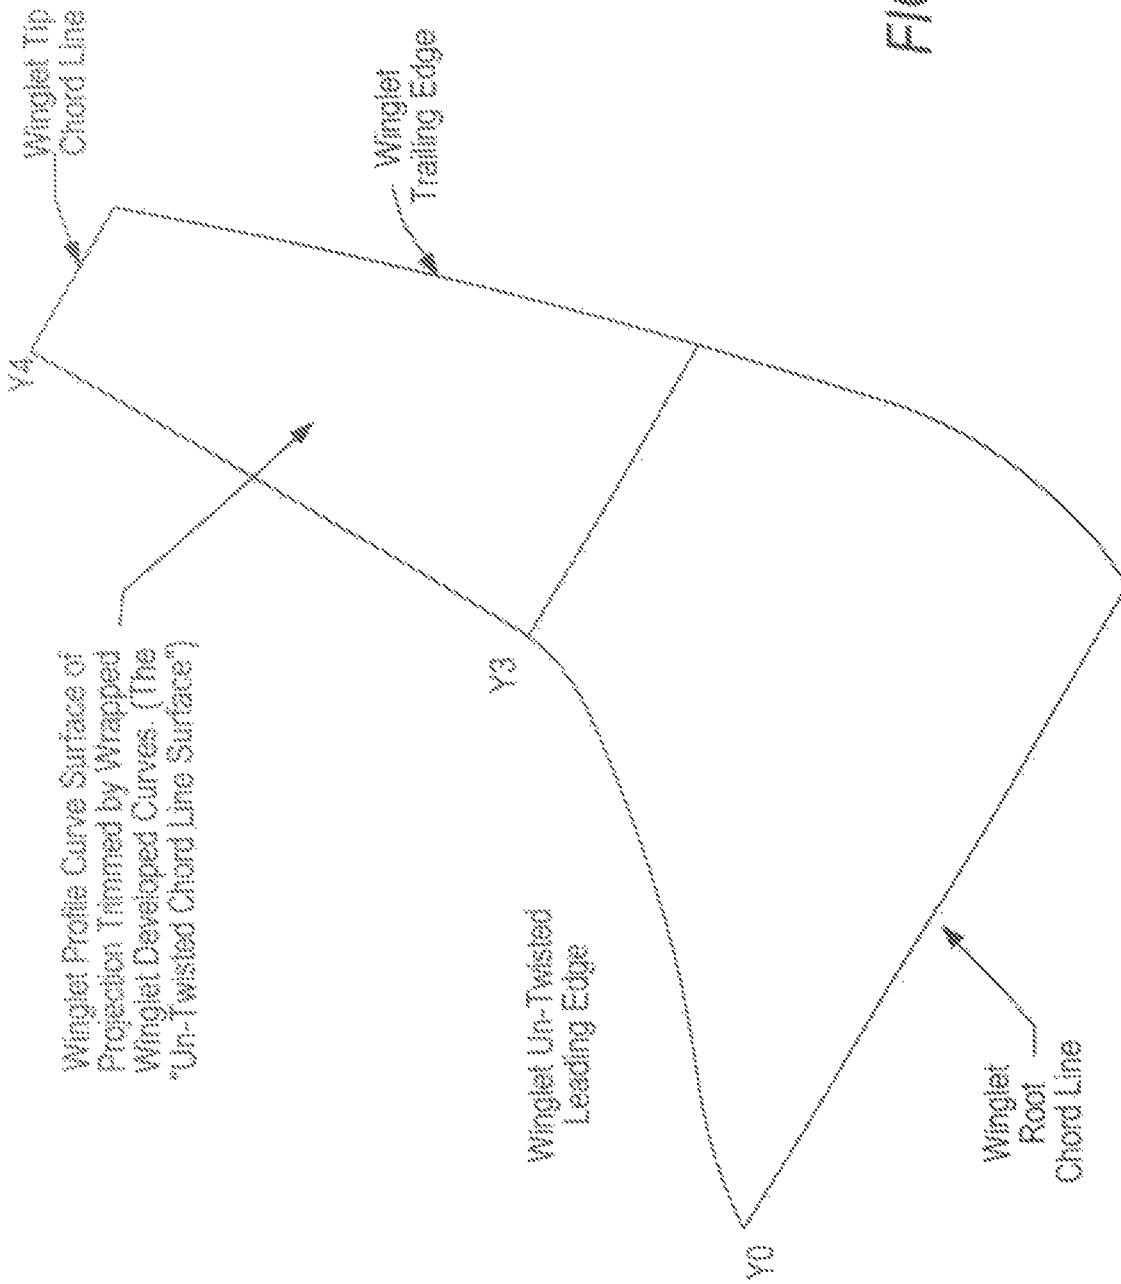 Winglet Tip
Chord Line
Winglet
Trailing Edge
Y4
Winglet Profile Curve Surface of
Projection Trimmed by Wrapped
Winglet Developed Curves. (The
"Un-Twisted Chord Line Surface")
Y3
Winglet Un-Twisted
Leading Edge
Winglet
Root
Chord Line
Y0